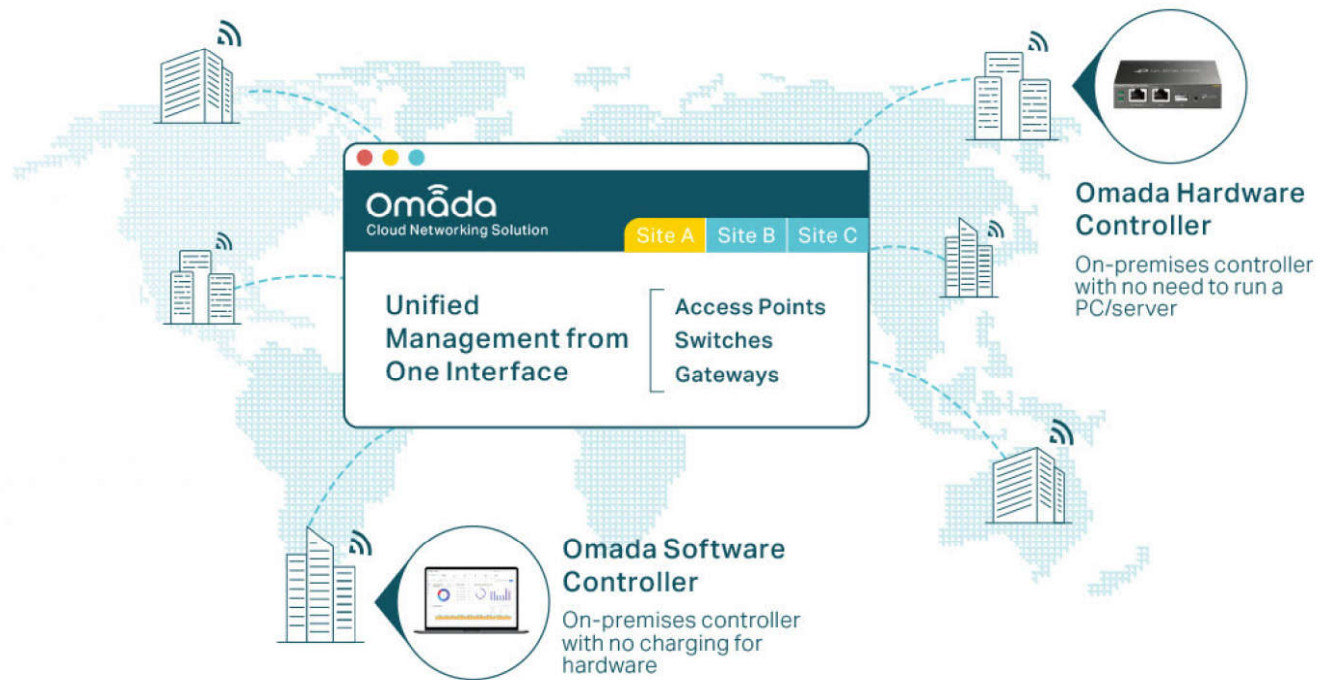 Omada
Cloud Networking Solution
Site A
Site B
Site C
Unified
Management from
One Interface
Access Points
Switches
Gateways
Omada Hardware
Controller
On-premises controller
with no need to run a
PC/server
Omada Software
Controller
On-premises controller
with no charging for
hardware